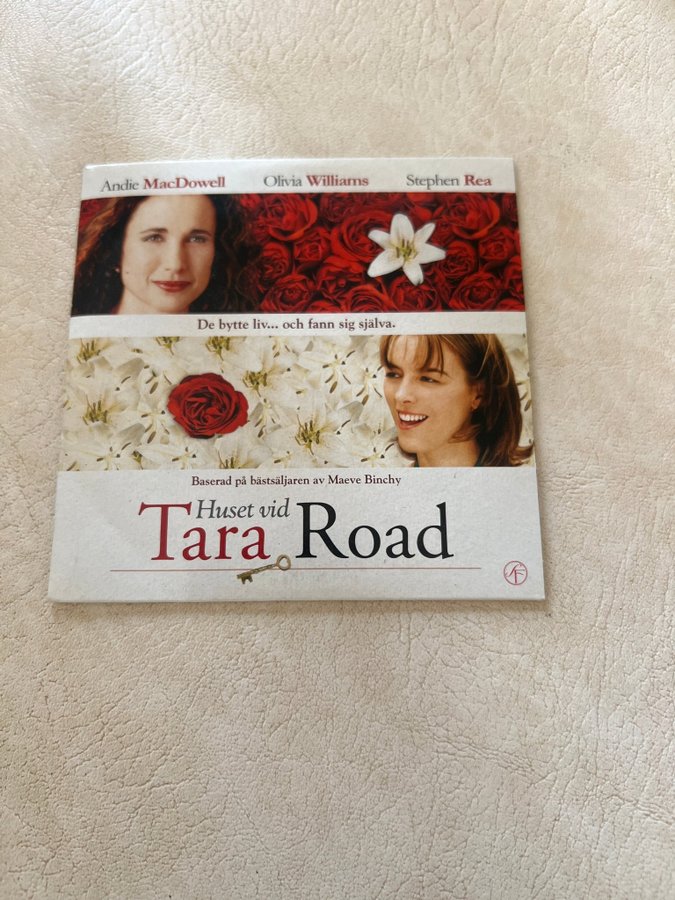 Andie MacDowell Olivia Williams Stephen Rea
De bytte liv... och fann sig själva.
Baserad på bästsäljaren av Maeve Binchy
Huset vid
Tara Road
SF